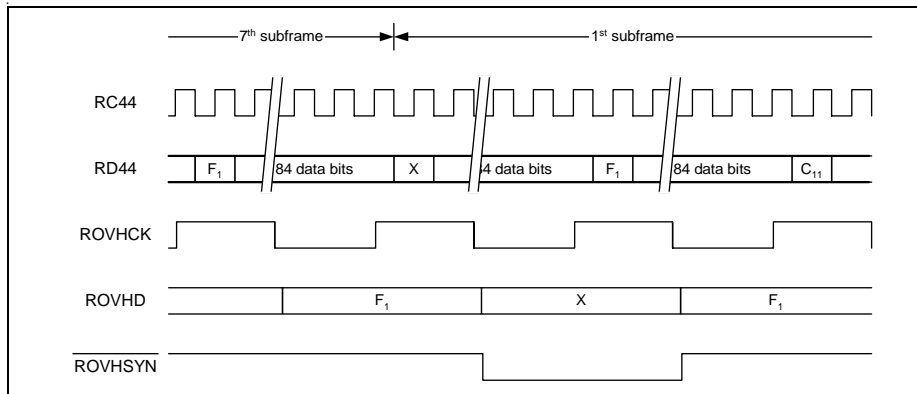 7th subframe 1st subframe
RC44
RD44 F1 84 data bits X 84 data bits F1 84 data bits C11
ROVHCK
ROVHD F1 X F1
ROVHSYN